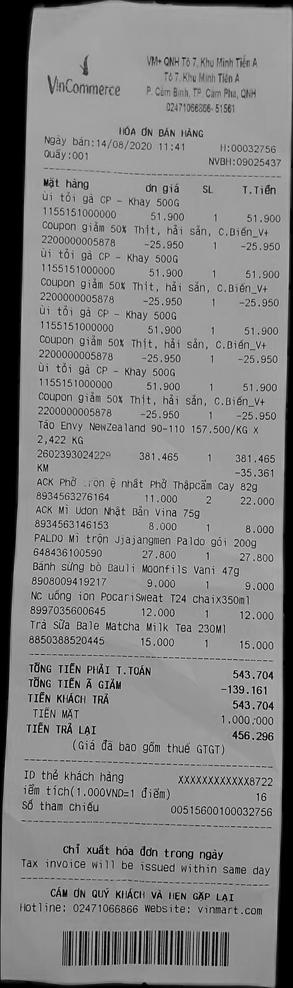 VinCommerce
VM+ QNH Tổ 7, Khu Minh Tiến A
Tổ 7, Khu Minh Tiến A
P. Cẩm Bình, TP. Cẩm Phả, QNH
02471066866-51561
HÓA ĐƠN BÁN HÀNG
Ngày bán:14/08/2020 11:41 H:00032756
Quầy:001 NVBH:09025437
Mặt hàng ơn giá SL T.Tiền
ùi tỏi gà CP - Khay 500G
1155151000000 51.900 1 51.900
Coupon giảm 50% Thịt, hải sản, C.Biến_V+
2200000005878 -25.950 1 -25.950
ùi tỏi gà CP - Khay 500G
1155151000000 51.900 1 51.900
Coupon giảm 50% Thịt, hải sản, C.Biến_V+
2200000005878 -25.950 1 -25.950
ùi tỏi gà CP - Khay 500G
1155151000000 51.900 1 51.900
Coupon giảm 50% Thịt, hải sản, C.Biến_V+
2200000005878 -25.950 1 -25.950
ùi tỏi gà CP - Khay 500G
1155151000000 51.900 1 51.900
Coupon giảm 50% Thịt, hải sản, C.Biến_V+
2200000005878 -25.950 1 -25.950
Táo Envy NewZealand 90-110 157.500/KG X
2,422 KG
2602393024229 381.465 1 381.465
KM -35.361
ACK Phở ệ nhất Phở Thập cẩm Cay 82g
8934563276164 11.000 2 22.000
ACK Mì Udon Nhật Bản Vina 75g
8934563146153 8.000 1 8.000
PALDO Mì trộn Jjajangmen Paldo gói 200g
648436100590 27.800 1 27.800
Bánh sừng bò Bauli Moonfils Vani 47g
8908009419217 9.000 1 9.000
Nc uống ion PocariSweat T24 chaix350ml
8997035600645 12.000 1 12.000
Trà Sữa Bale Matcha Milk Tea 230Ml
8850388520445 15.000 1 15.000
TỔNG TIỀN PHẢI T.TOÁN 543.704
TỔNG TIỀN Ã GIẢM -139.161
TIỀN KHÁCH TRẢ 543.704
TIỀN MẶT 1.000.000
TIỀN TRẢ LẠI 456.296
(Giá đã bao gồm thuế GTGT)
ID thẻ khách hàng XXXXXXXXXXXX8722
iểm tích(1.000VND=1 điểm) 16
Số tham chiếu 00515600100032756
Chỉ xuất hóa đơn trong ngày
Tax invoice will be issued within same day
CẢM ƠN QUÝ KHÁCH VÀ HẸN GẶP LẠI
Hotline: 02471066866 Website: vinmart.com